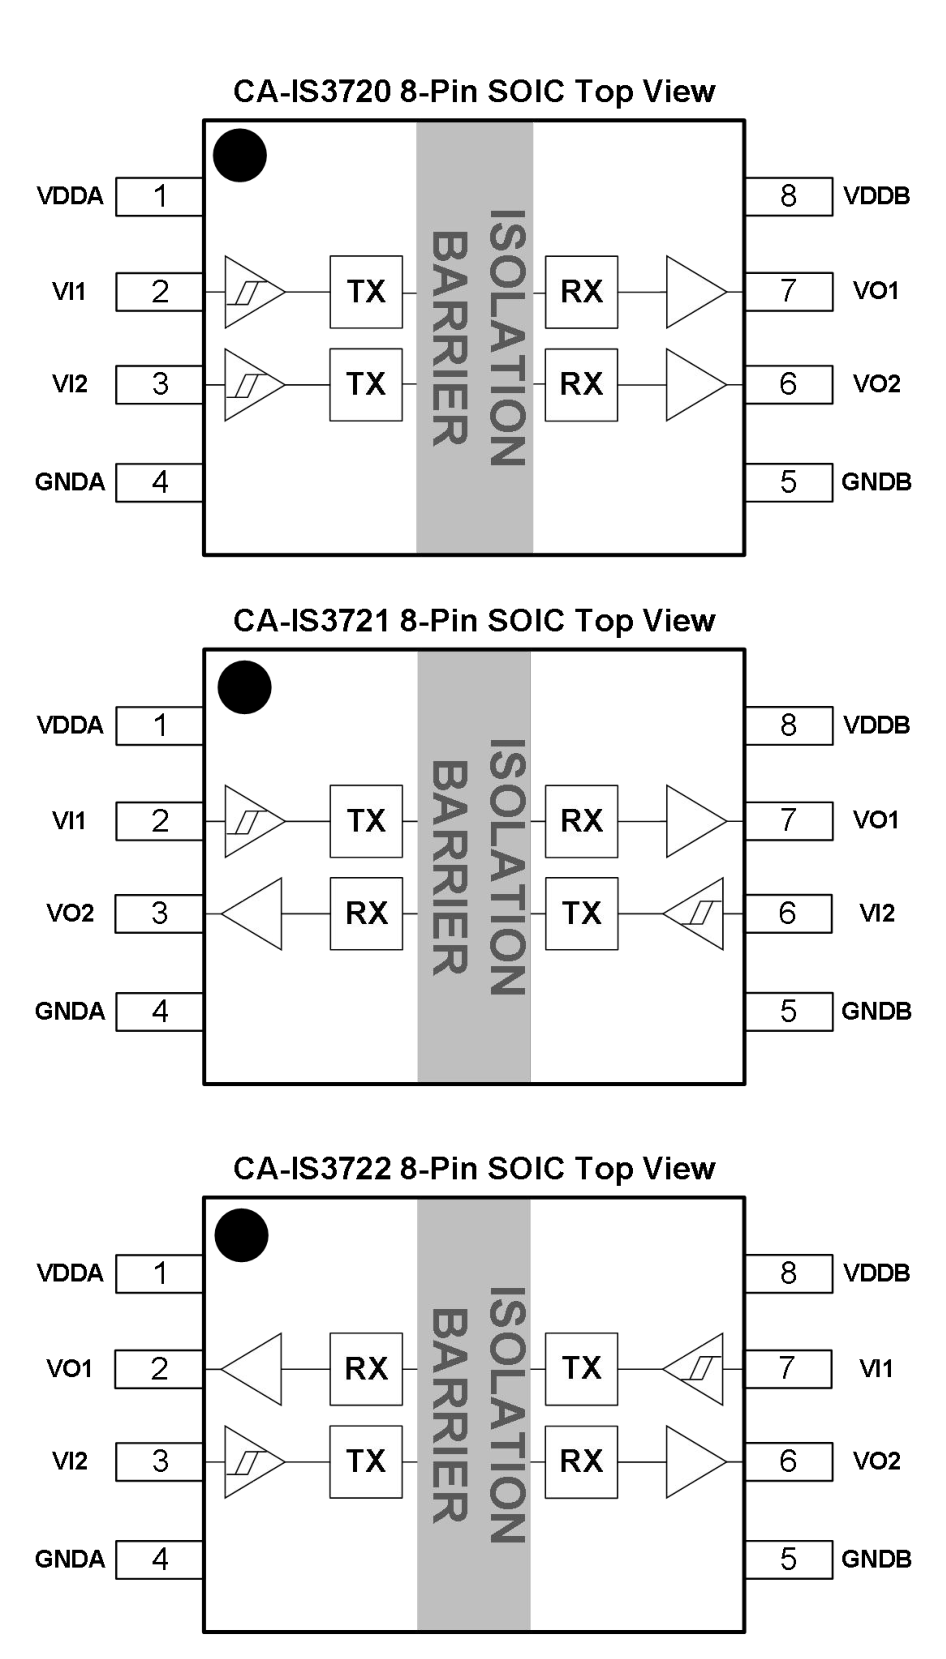 CA-IS3720 8-Pin SOIC Top View
VDDA 1 8 VDDB
VI1 2 TX RX 7 VO1
VI2 3 TX RX 6 VO2
GNDA 4 5 GNDB
ISOLATION
BARRIER
CA-IS3721 8-Pin SOIC Top View
VDDA 1 8 VDDB
VI1 2 TX RX 7 VO1
VO2 3 RX TX 6 VI2
GNDA 4 5 GNDB
ISOLATION
BARRIER
CA-IS3722 8-Pin SOIC Top View
VDDA 1 8 VDDB
VO1 2 RX TX 7 VI1
VI2 3 TX RX 6 VO2
GNDA 4 5 GNDB
ISOLATION
BARRIER